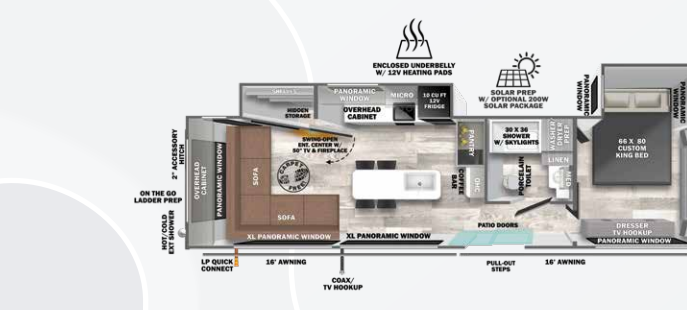 ENCLOSED UNDERBELLY
W/ 12V HEATING PADS
SOLAR PREP
W/ OPTIONAL 200W
SOLAR PACKAGE
PANORAMIC
WINDOW
PANORAMIC
WINDOW
SHELVES
HIDDEN
STORAGE
PANORAMIC
WINDOW
MICRO
OVERHEAD
CABINET
10 CU FT
12V
FRIDGE
SWING-OPEN
ENT. CENTER W/
50" TV & FIREPLACE
CARPET
FREE!
PANTRY
COFFEE
BAR
OHC
30 X 36
SHOWER
W/ SKYLIGHTS
WASHER
DRYER
PREP
LINEN
PORCELAIN
TOILET
MED
66 X 80
CUSTOM
KING BED
2" ACCESSORY
HITCH
ON THE GO
LADDER PREP
HOT/COLD
EXT SHOWER
OVERHEAD
CABINET
PANORAMIC WINDOW
SOFA
SOFA
XL PANORAMIC WINDOW
XL PANORAMIC WINDOW
PATIO DOORS
DRESSER
TV HOOKUP
PANORAMIC WINDOW
LP QUICK
CONNECT
16' AWNING
COAX/
TV HOOKUP
PULL-OUT
STEPS
16' AWNING